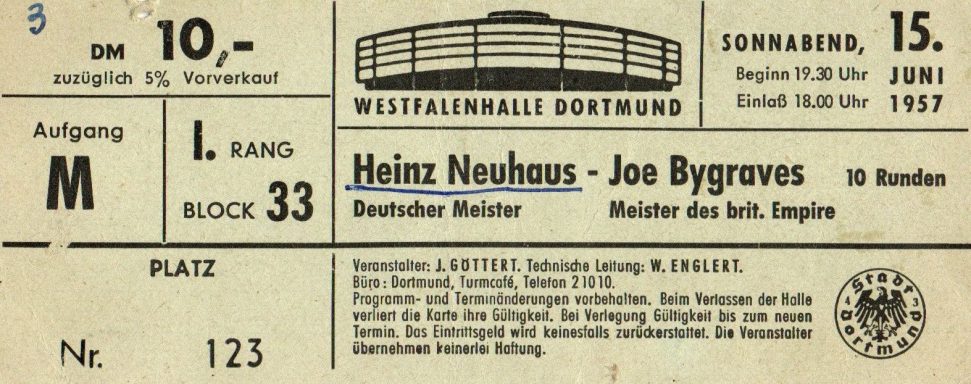 3
DM 10,-
zuzüglich 5% Vorverkauf
WESTFALENHALLE DORTMUND
SONNABEND, 15.
Beginn 19.30 Uhr JUNI
Einlaß 18.00 Uhr 1957
Aufgang
M
I. RANG
BLOCK 33
Heinz Neuhaus - Joe Bygraves 10 Runden
Deutscher Meister Meister des brit. Empire
PLATZ
Nr. 123
Veranstalter: J. GÖTTERT. Technische Leitung: W. ENGLERT.
Büro: Dortmund, Turmcafé, Telefon 21010.
Programm- und Terminänderungen vorbehalten. Beim Verlassen der Halle
verliert die Karte ihre Gültigkeit. Bei Verlegung Gültigkeit bis zum neuen
Termin. Das Eintrittsgeld wird keinesfalls zurückerstattet. Die Veranstalter
übernehmen keinerlei Haftung.
Stadt
Dortmund